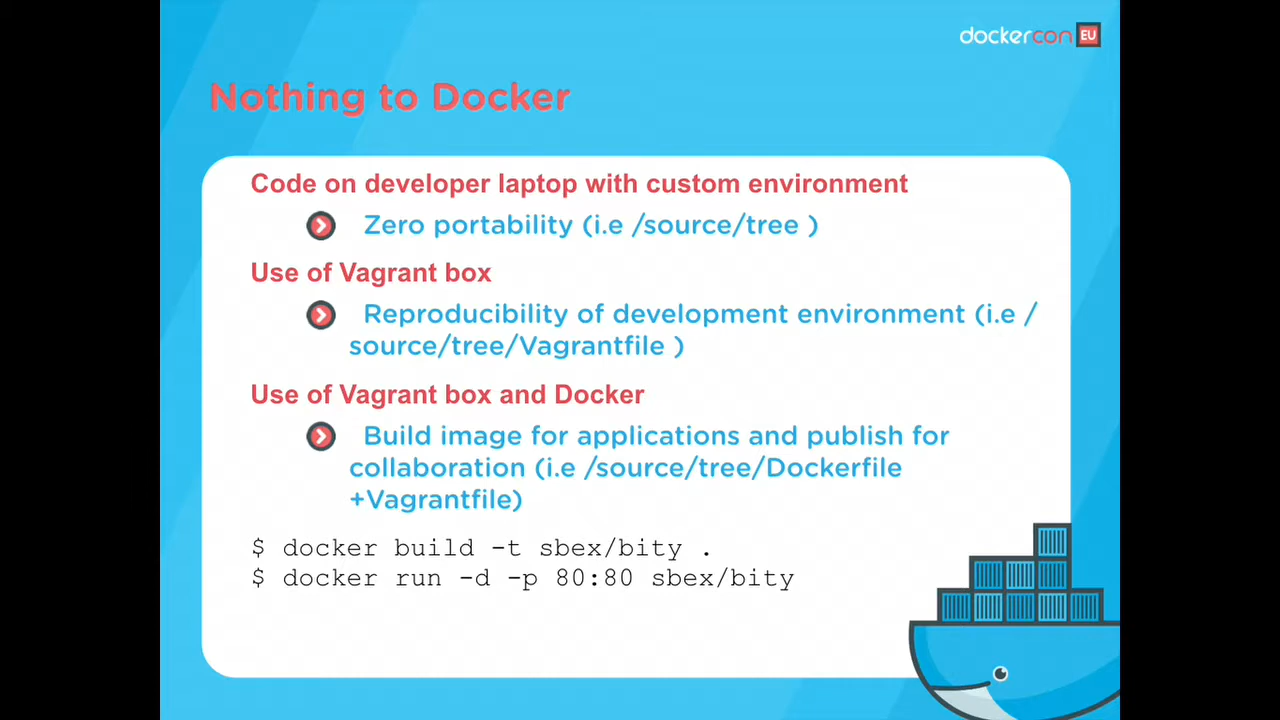 dockercon EU
Nothing to Docker
Code on developer laptop with custom environment
Zero portability (i.e /source/tree )
Use of Vagrant box
Reproducibility of development environment (i.e /
source/tree/Vagrantfile )
Use of Vagrant box and Docker
Build image for applications and publish for
collaboration (i.e /source/tree/Dockerfile
+Vagrantfile)
$ docker build -t sbex/bity .
$ docker run -d -p 80:80 sbex/bity